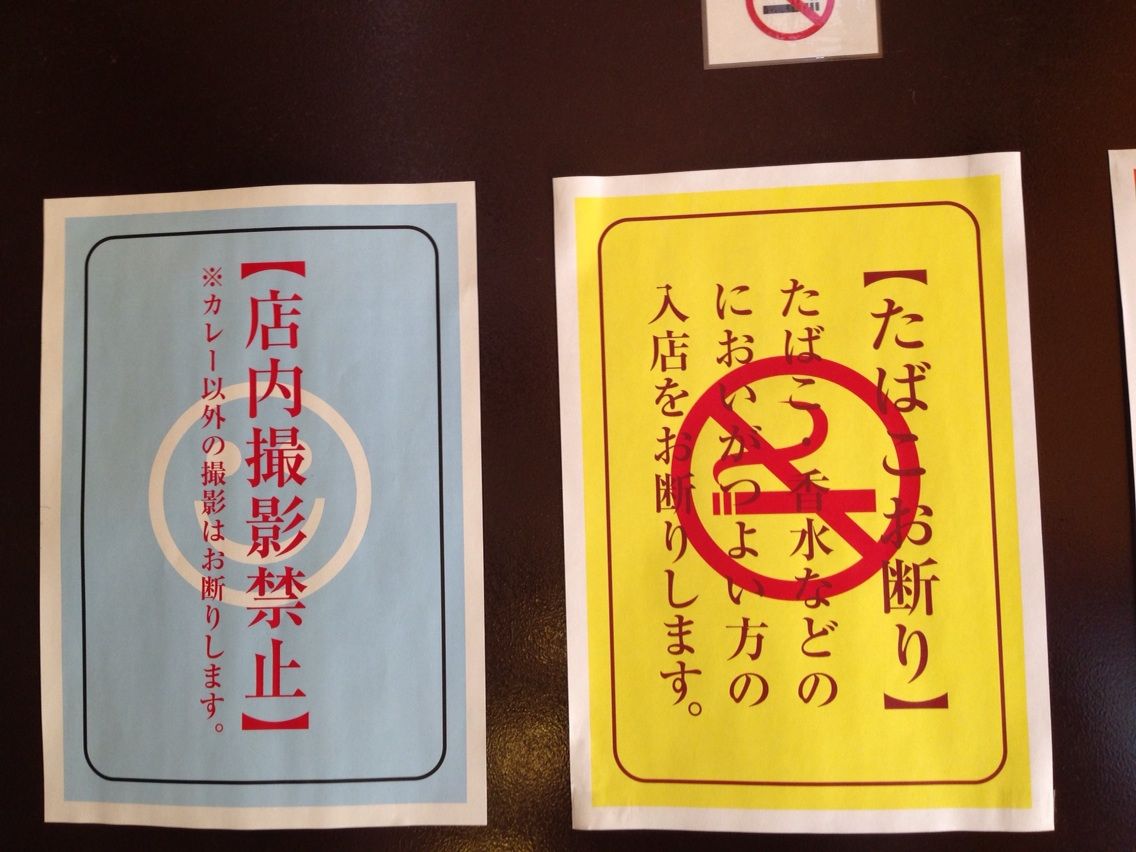 【店内撮影禁止】
※カレー以外の撮影はお断りします。
【たばこお断り】
たばこ・香水などの
においがつよい方の
入店をお断りします。